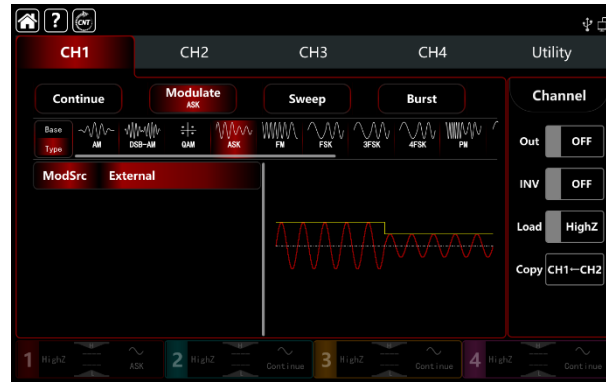 ? CNT
CH1 CH2 CH3 CH4 Utility
Continue Modulate ASK Sweep Burst Channel
Base Type AM DSB-AM QAM ASK FM FSK 3FSK 4FSK PM
Out OFF
ModSrc External
INV OFF
Load HighZ
Copy CH1←CH2
1 HighZ ASK 2 HighZ Continue 3 HighZ Continue 4 HighZ Continue